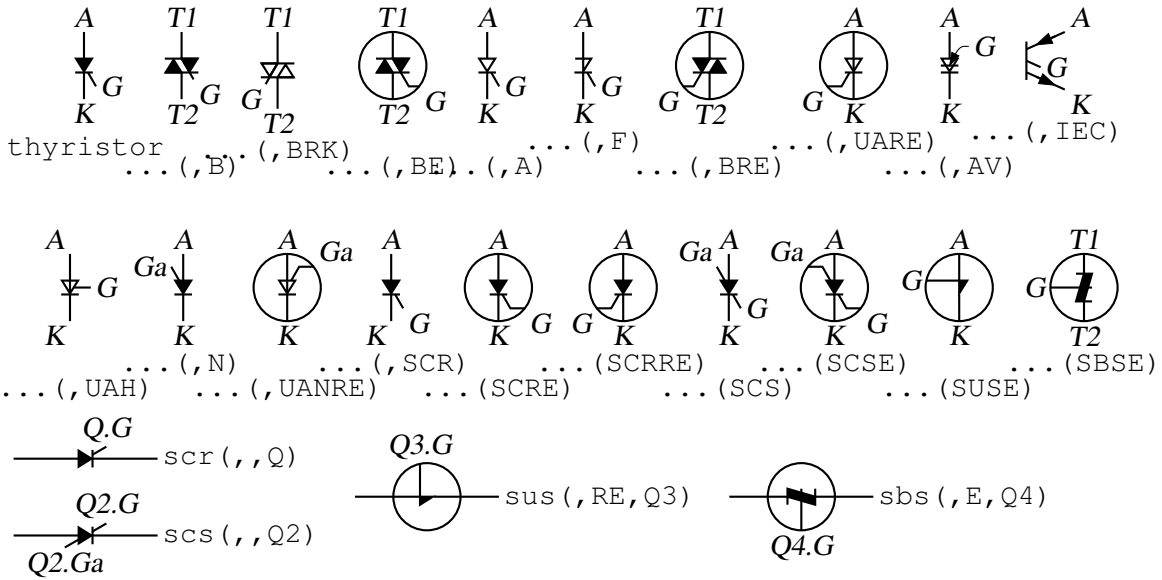 A T1 T1 T1 A A T1 A A A
G
G G G G G G G G G
K T2 T2 T2 K K T2 K K K
thyristor ...(,B) ...(,BRK) ...(,BE) ...(,A) ...(,F) ...(,BRE) ...(,UARE) ...(,AV) ...(,IEC)
A A A A A A A A A T1
Ga Ga Ga Ga
G G G G G G G G G
K K K K K K K K K T2
...(,UAH) ...(,N) ...(,UANRE) ...(,SCR) ...(SCRE) ...(SCRRE) ...(SCS) ...(SCSE) ...(SUSE) ...(SBSE)
Q.G
scr(,,Q)
Q2.G
scs(,,Q2)
Q2.Ga
Q3.G
sus(,RE,Q3)
sbs(,E,Q4)
Q4.G